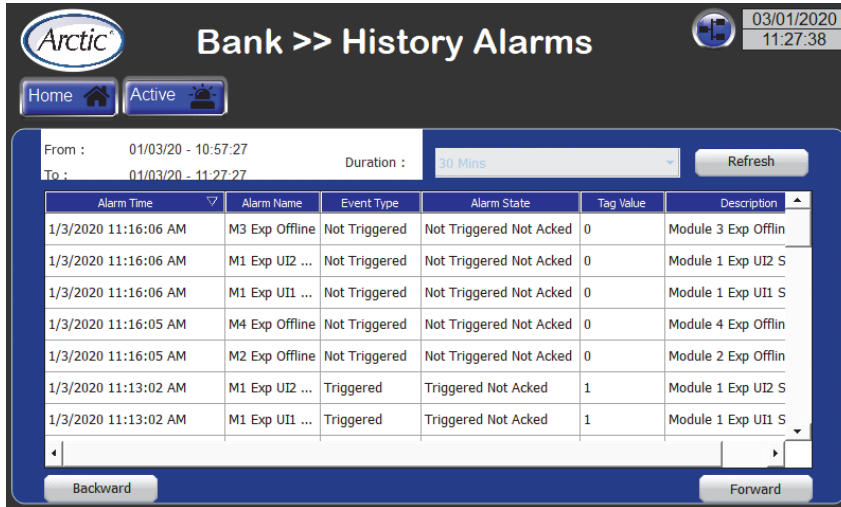 Arctic
Bank >> History Alarms
03/01/2020
11:27:38
Home
Active
From : 01/03/20 - 10:57:27
To : 01/03/20 - 11:27:27
Duration :
30 Mins
Refresh
Alarm Time Alarm Name Event Type Alarm State Tag Value Description
1/3/2020 11:16:06 AM M3 Exp Offline Not Triggered Not Triggered Not Acked 0 Module 3 Exp Offlin
1/3/2020 11:16:06 AM M1 Exp UI2 ... Not Triggered Not Triggered Not Acked 0 Module 1 Exp UI2 S
1/3/2020 11:16:06 AM M1 Exp UI1 ... Not Triggered Not Triggered Not Acked 0 Module 1 Exp UI1 S
1/3/2020 11:16:05 AM M4 Exp Offline Not Triggered Not Triggered Not Acked 0 Module 4 Exp Offlin
1/3/2020 11:16:05 AM M2 Exp Offline Not Triggered Not Triggered Not Acked 0 Module 2 Exp Offlin
1/3/2020 11:13:02 AM M1 Exp UI2 ... Triggered Triggered Not Acked 1 Module 1 Exp UI2 S
1/3/2020 11:13:02 AM M1 Exp UI1 ... Triggered Triggered Not Acked 1 Module 1 Exp UI1 S
Backward
Forward